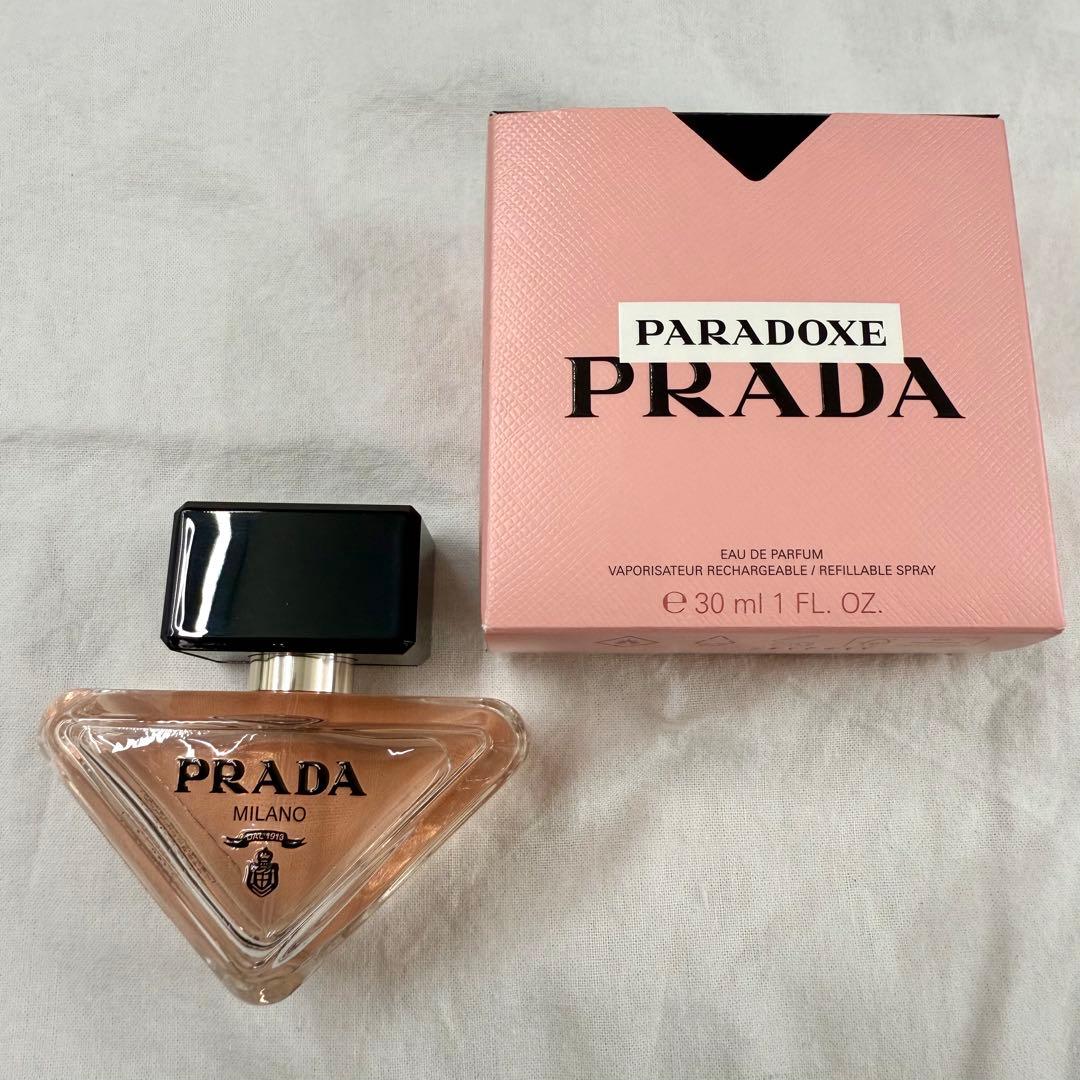 PARADOXE
PRADA
EAU DE PARFUM
VAPORISATEUR RECHARGEABLE / REFILLABLE SPRAY
℮ 30 ml 1 FL. OZ.
PRADA
MILANO
DAL 1913